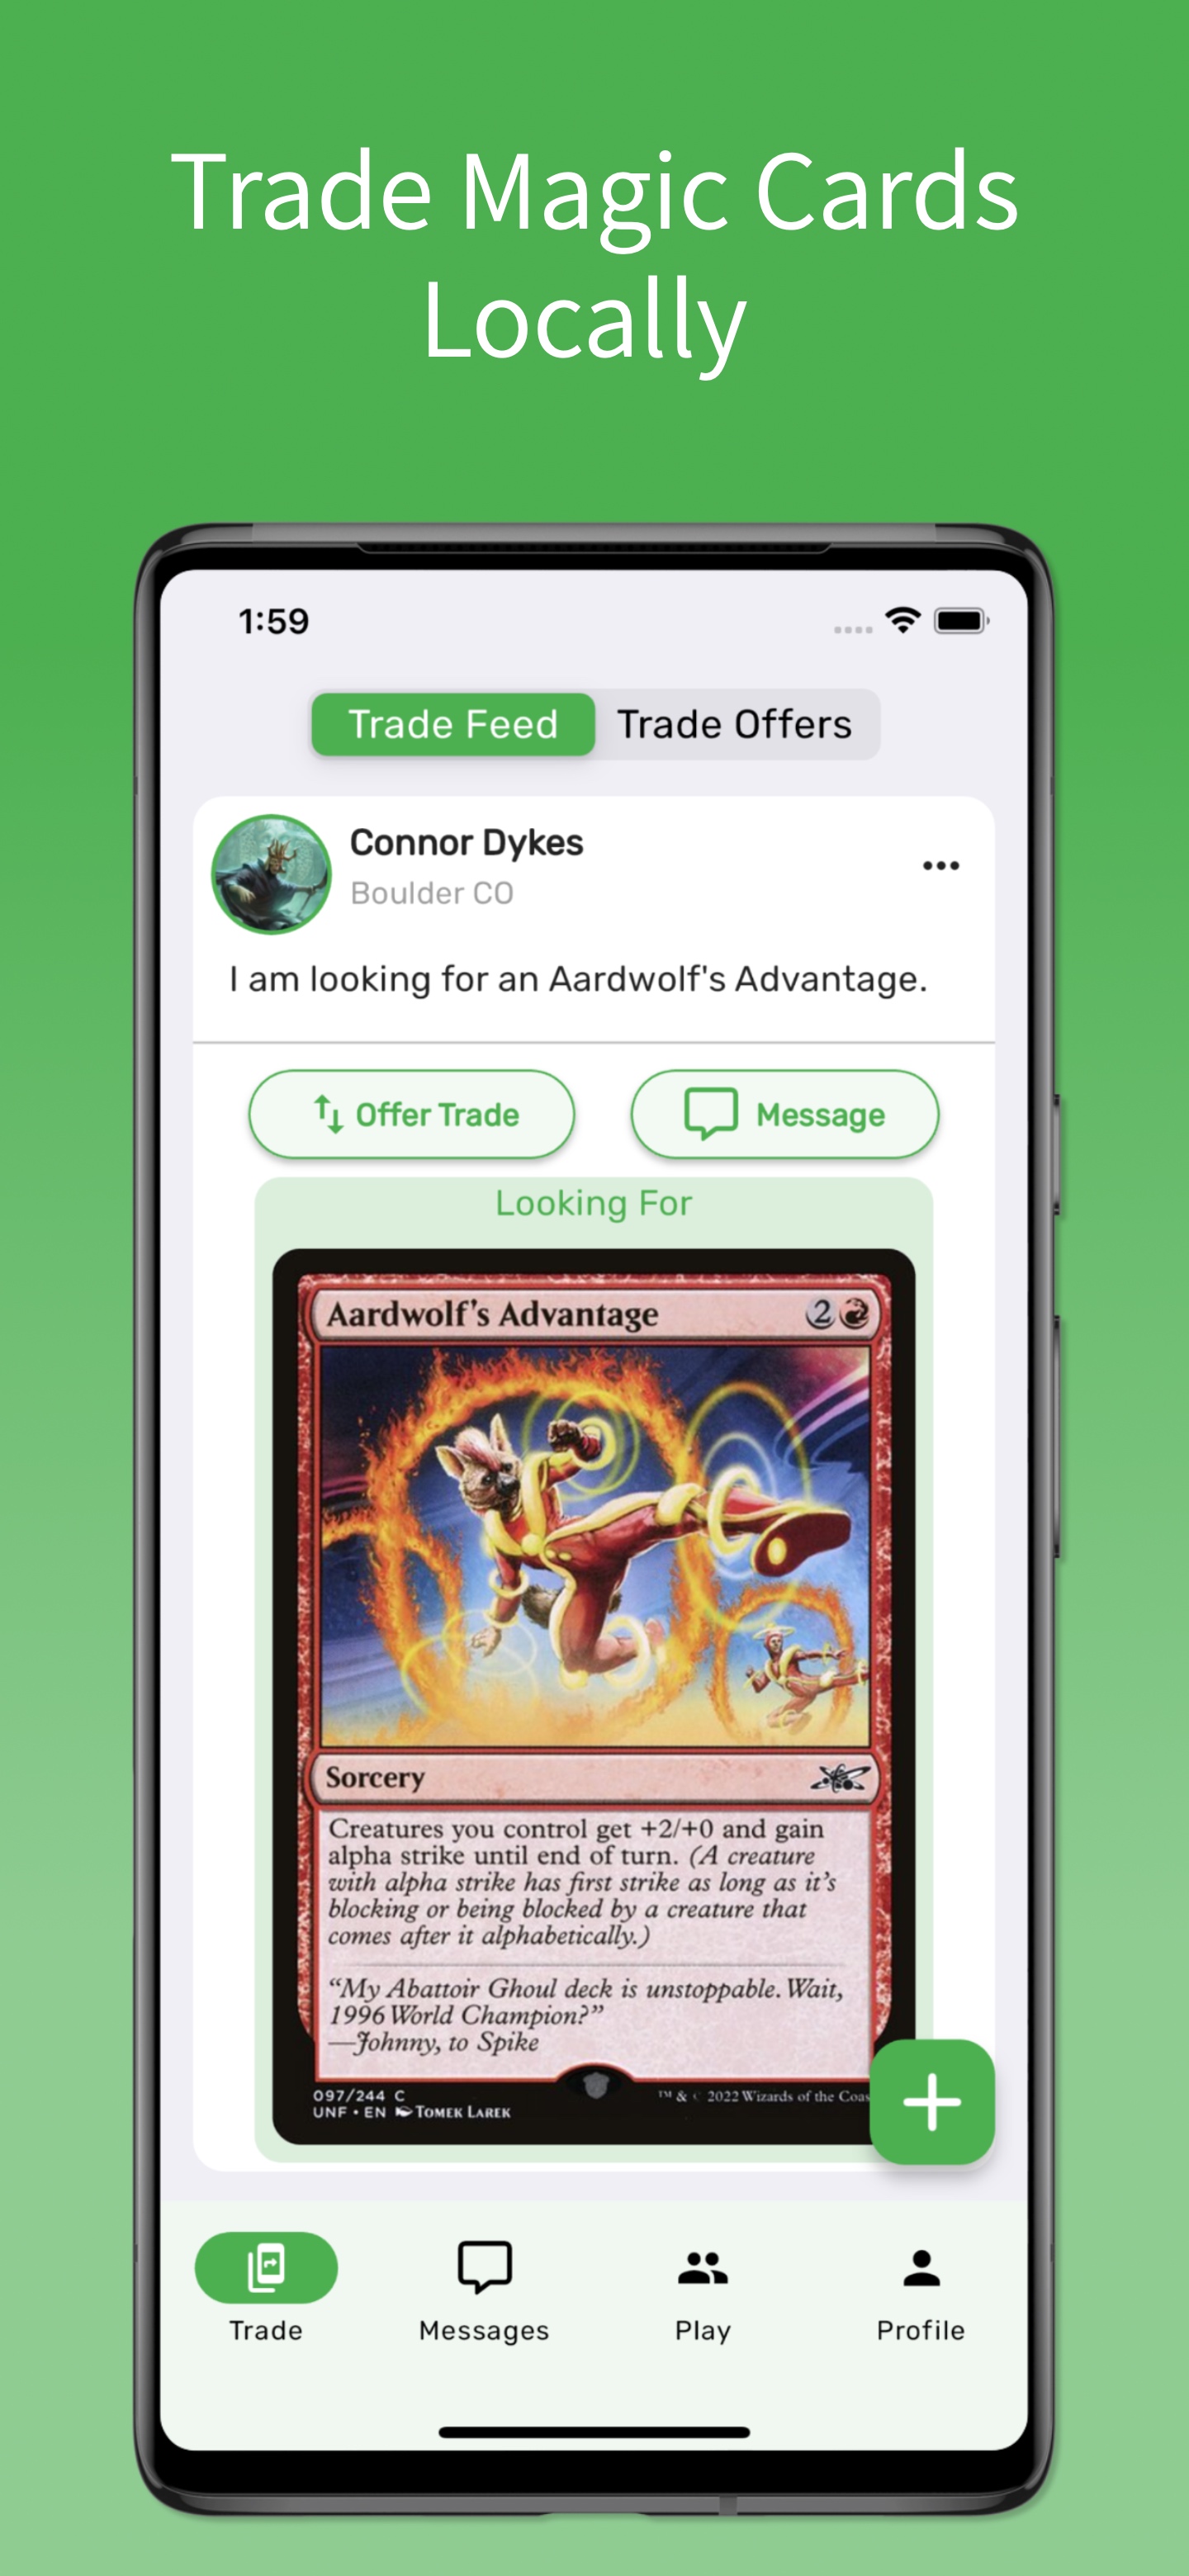 Trade Magic Cards
Locally
1:59
Trade Feed Trade Offers
Connor Dykes
Boulder CO
I am looking for an Aardwolf's Advantage.
Offer Trade Message
Looking For
Aardwolf's Advantage 2
Sorcery
Creatures you control get +2/+0 and gain
alpha strike until end of turn. (A creature
with alpha strike has first strike as long as it's
blocking or being blocked by a creature that
comes after it alphabetically.)
“My Abattoir Ghoul deck is unstoppable. Wait,
1996 World Champion?”
—Johnny, to Spike
097/244 C
™ & © 2022 Wizards of the Coas
UNF • EN TOMEK LAREK
Trade Messages Play Profile